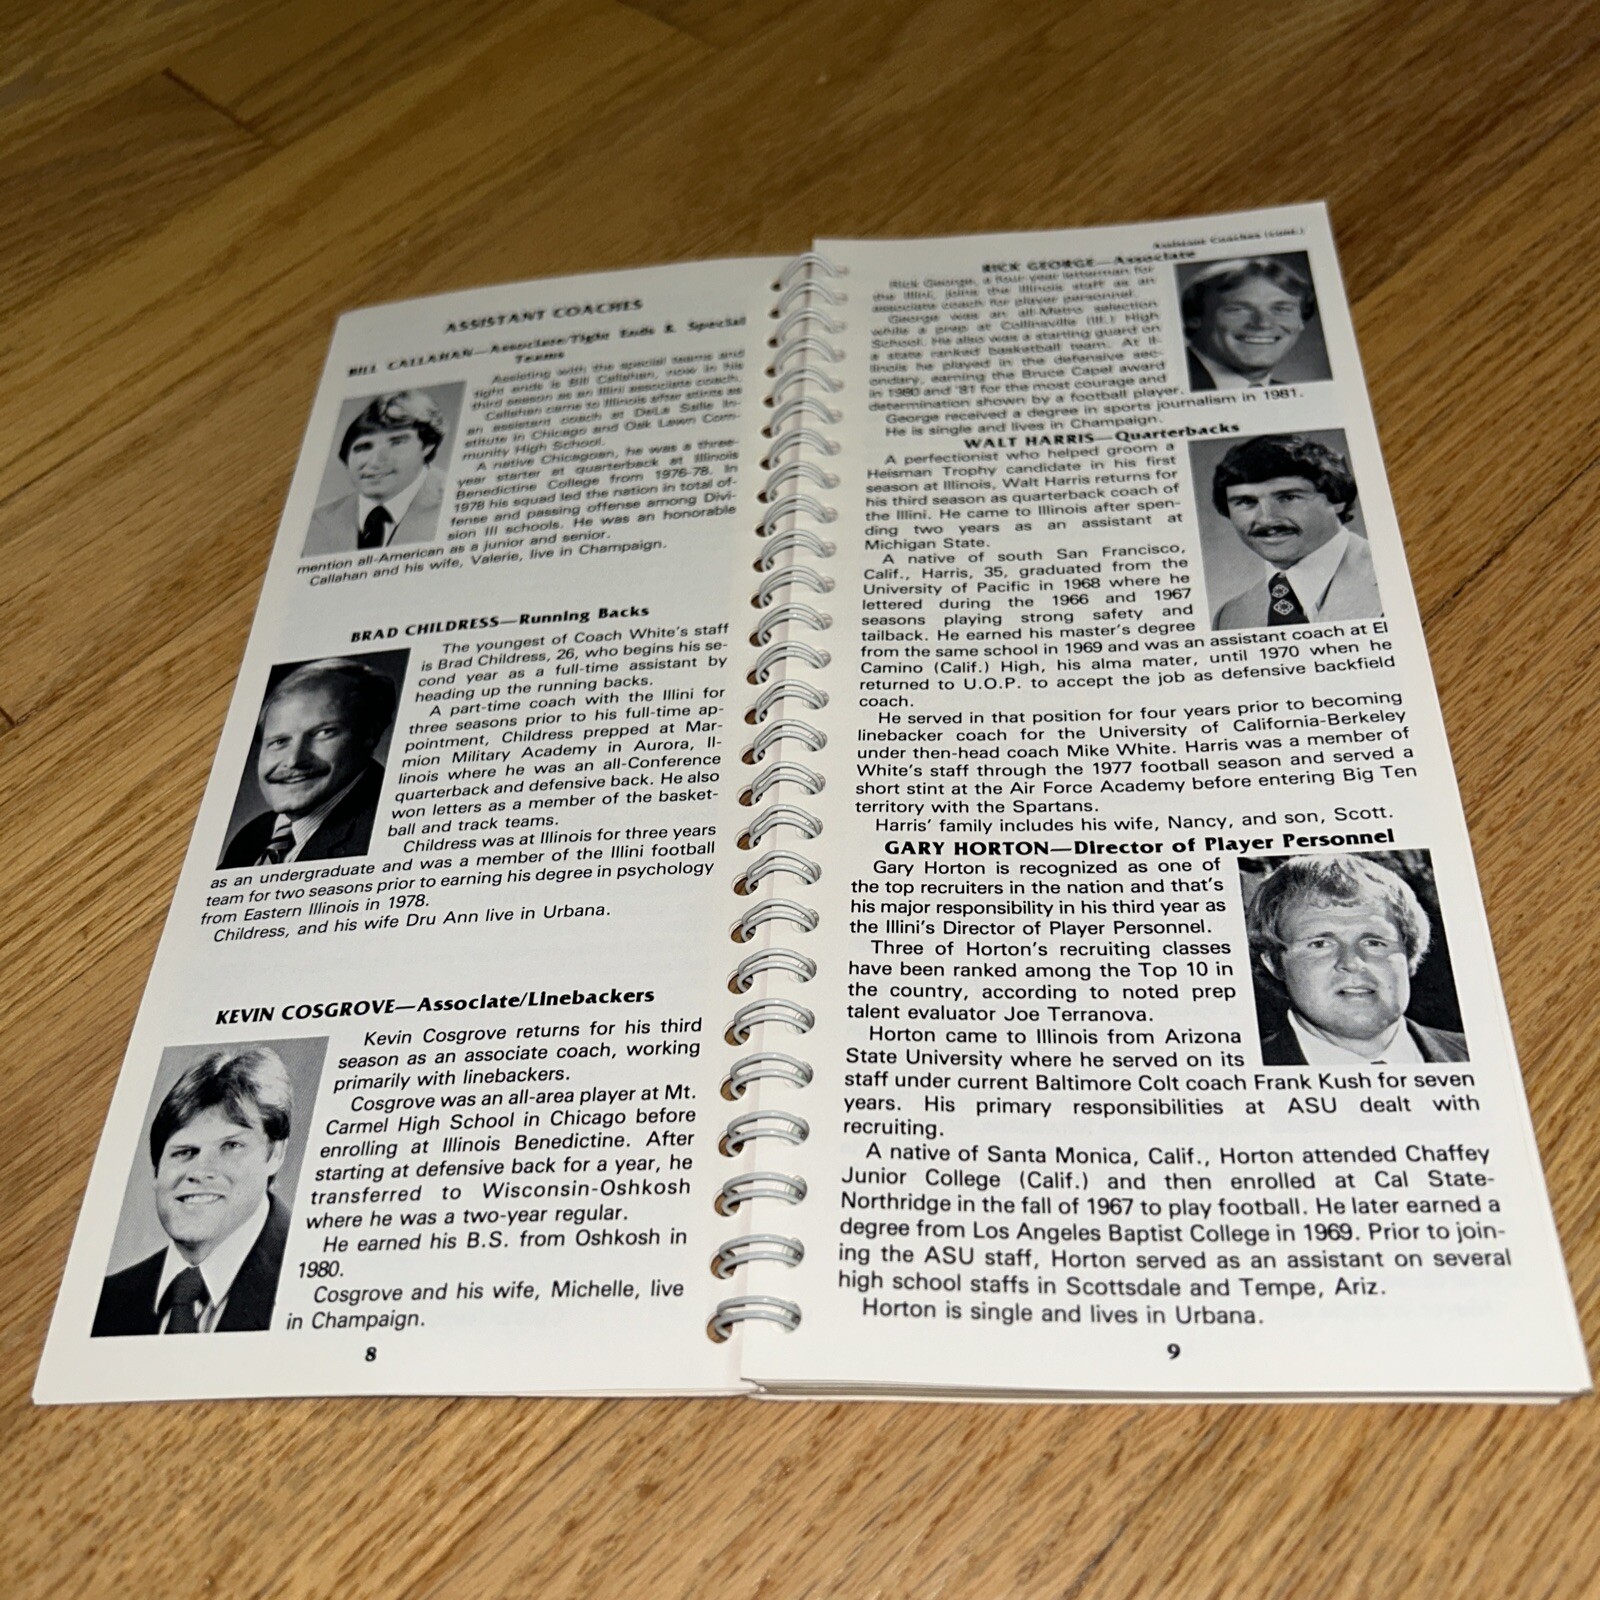 ASSISTANT COACHES
BILL CALLAHAN—Associate/Tight Ends & Special
Teams
Assisting with the special teams and
tight ends is Bill Callahan, now in his
third season as an Illini associate coach.
Callahan came to Illinois after stints as
an assistant coach at DeLa Salle In-
stitute in Chicago and Oak Lawn Com-
munity High School.
A native Chicagoan, he was a three-
year starter at quarterback at Illinois
Benedictine College from 1976-78. In
1978 his squad led the nation in total of-
fense and passing offense among Divi-
sion III schools. He was an honorable
mention all-American as a junior and senior.
Callahan and his wife, Valerie, live in Champaign.
BRAD CHILDRESS—Running Backs
The youngest of Coach White's staff
is Brad Childress, 26, who begins his se-
cond year as a full-time assistant by
heading up the running backs.
A part-time coach with the Illini for
three seasons prior to his full-time ap-
pointment, Childress prepped at Mar-
mion Military Academy in Aurora, Il-
linois where he was an all-Conference
quarterback and defensive back. He also
won letters as a member of the basket-
ball and track teams.
Childress was at Illinois for three years
as an undergraduate and was a member of the Illini football
team for two seasons prior to earning his degree in psychology
from Eastern Illinois in 1978.
Childress, and his wife Dru Ann live in Urbana.
KEVIN COSGROVE—Associate/Linebackers
Kevin Cosgrove returns for his third
season as an associate coach, working
primarily with linebackers.
Cosgrove was an all-area player at Mt.
Carmel High School in Chicago before
enrolling at Illinois Benedictine. After
starting at defensive back for a year, he
transferred to Wisconsin-Oshkosh
where he was a two-year regular.
He earned his B.S. from Oshkosh in
1980.
Cosgrove and his wife, Michelle, live
in Champaign.
8
Assistant Coaches (cont.)
RICK GEORGE—Associate
Rick George, a four-year letterman for
the Illini, joins the Illinois staff as an
associate coach for player personnel.
George was an all-Metro selection
while a prep at Collinsville (Ill.) High
School. He also was a starting guard on
a state ranked basketball team. At Il-
linois he played in the defensive sec-
ondary, earning the Bruce Capel award
in 1980 and '81 for the most courage and
determination shown by a football player.
George received a degree in sports journalism in 1981.
He is single and lives in Champaign.
WALT HARRIS—Quarterbacks
A perfectionist who helped groom a
Heisman Trophy candidate in his first
season at Illinois, Walt Harris returns for
his third season as quarterback coach of
the Illini. He came to Illinois after spen-
ding two years as an assistant at
Michigan State.
A native of south San Francisco,
Calif., Harris, 35, graduated from the
University of Pacific in 1968 where he
lettered during the 1966 and 1967
seasons playing strong safety and
tailback. He earned his master's degree
from the same school in 1969 and was an assistant coach at El
Camino (Calif.) High, his alma mater, until 1970 when he
returned to U.O.P. to accept the job as defensive backfield
coach.
He served in that position for four years prior to becoming
linebacker coach for the University of California-Berkeley
under then-head coach Mike White. Harris was a member of
White's staff through the 1977 football season and served a
short stint at the Air Force Academy before entering Big Ten
territory with the Spartans.
Harris' family includes his wife, Nancy, and son, Scott.
GARY HORTON—Director of Player Personnel
Gary Horton is recognized as one of
the top recruiters in the nation and that's
his major responsibility in his third year as
the Illini's Director of Player Personnel.
Three of Horton's recruiting classes
have been ranked among the Top 10 in
the country, according to noted prep
talent evaluator Joe Terranova.
Horton came to Illinois from Arizona
State University where he served on its
staff under current Baltimore Colt coach Frank Kush for seven
years. His primary responsibilities at ASU dealt with
recruiting.
A native of Santa Monica, Calif., Horton attended Chaffey
Junior College (Calif.) and then enrolled at Cal State-
Northridge in the fall of 1967 to play football. He later earned a
degree from Los Angeles Baptist College in 1969. Prior to join-
ing the ASU staff, Horton served as an assistant on several
high school staffs in Scottsdale and Tempe, Ariz.
Horton is single and lives in Urbana.
9